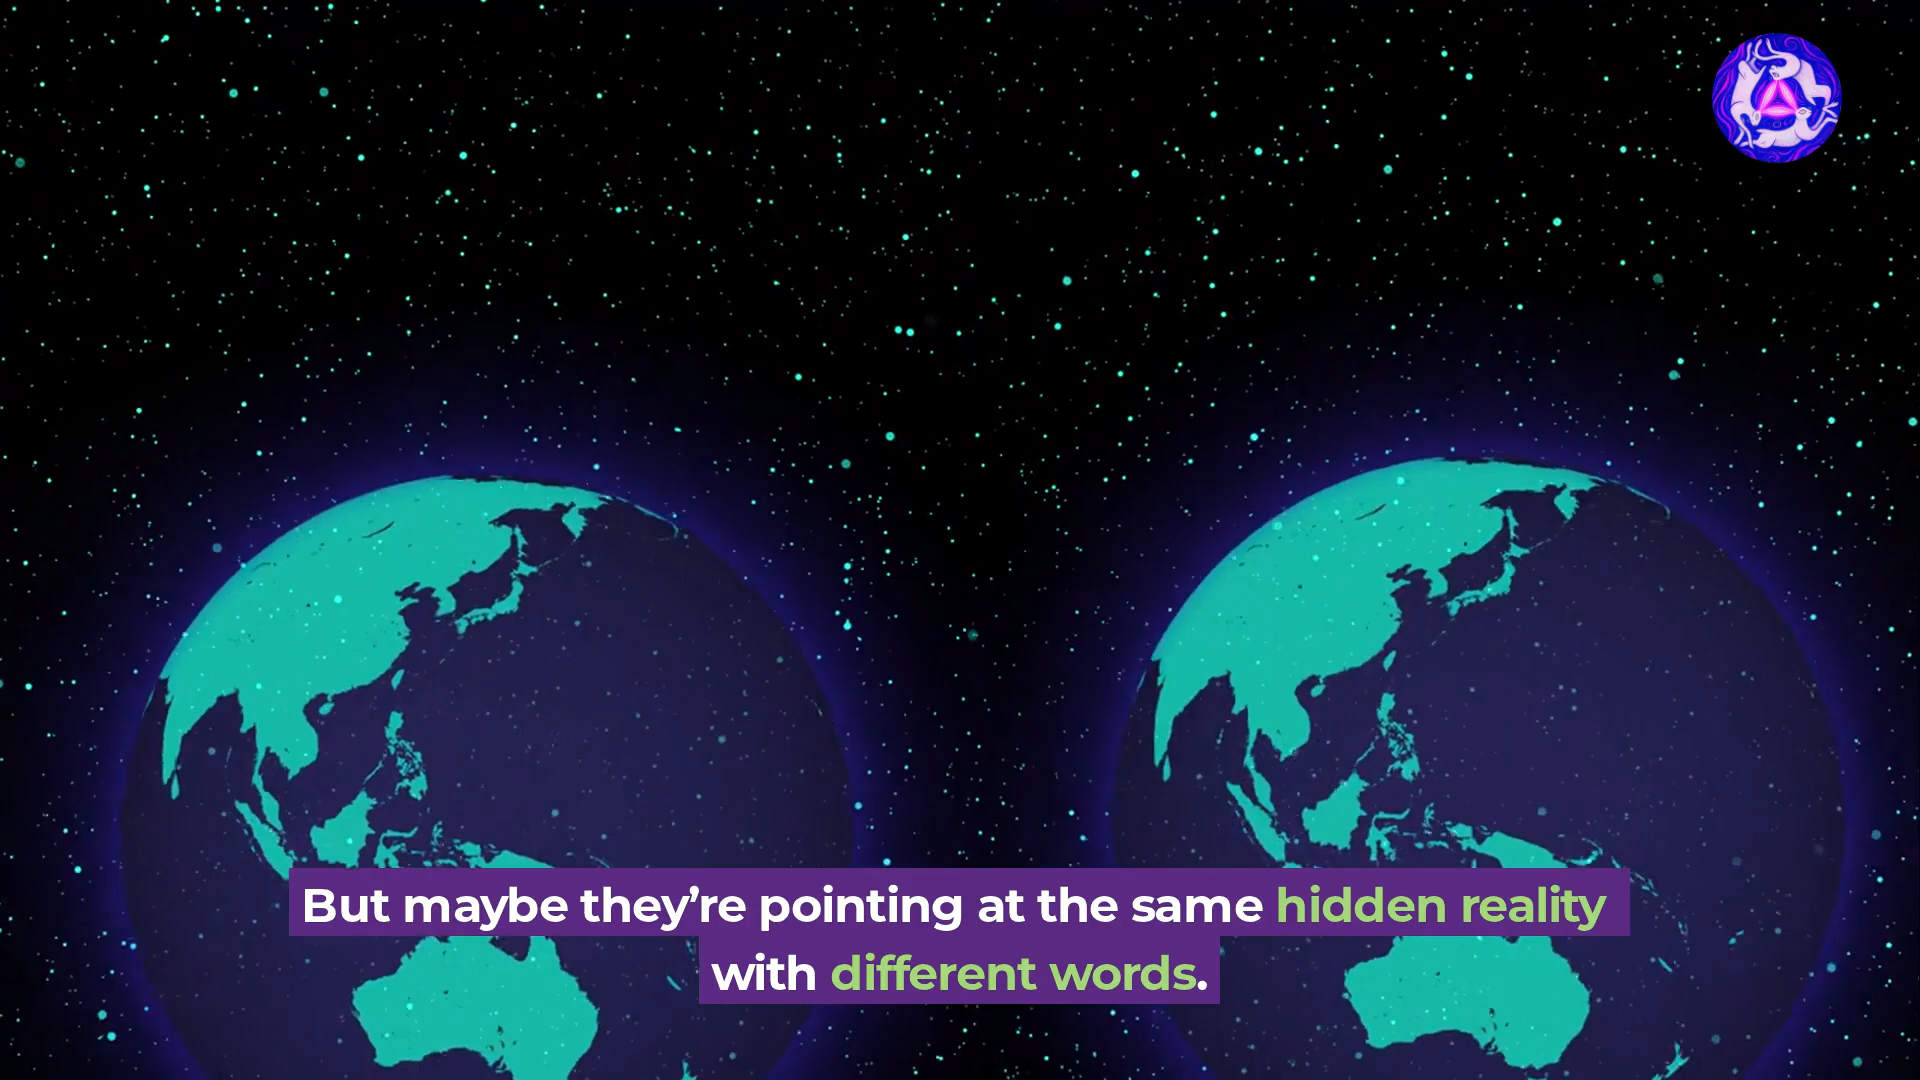 But maybe they’re pointing at the same hidden reality
with different words.